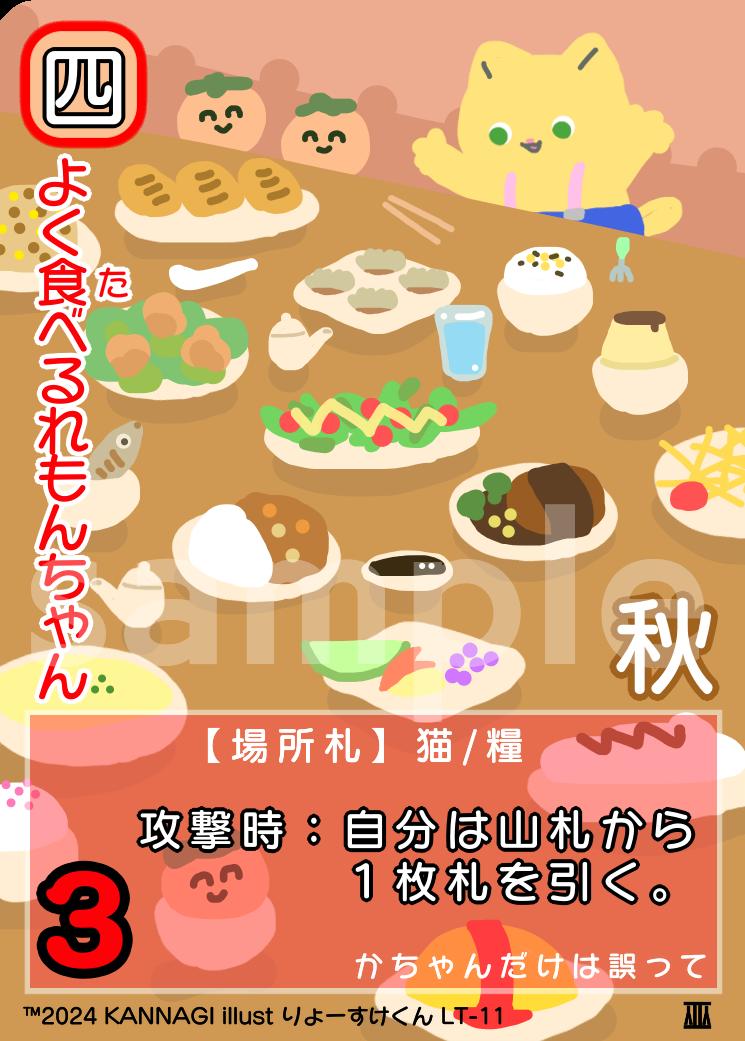 四
よく食べるれもんちゃん
た
sample
秋
【場所札】猫/糧
攻撃時：自分は山札から
１枚札を引く。
3
かちゃんだけは誤って
™2024 KANNAGI illust りょーすけくん LT-11